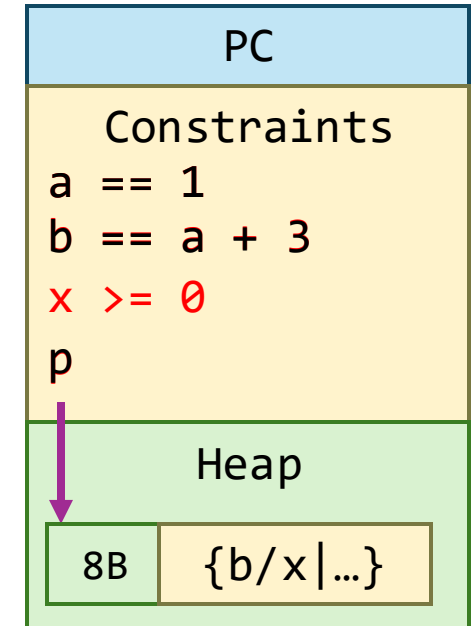 PC
Constraints
a == 1
b == a + 3
x >= 0
p
Heap
8B {b/x|…}